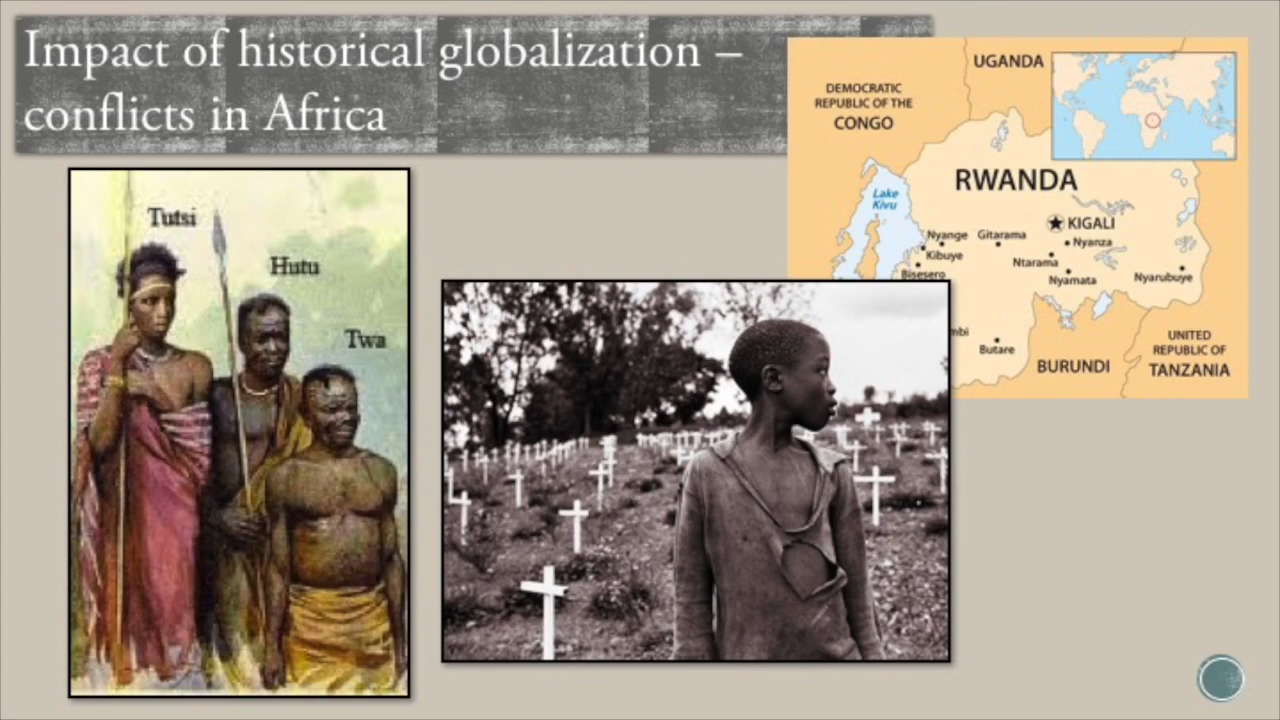 Impact of historical globalization –
conflicts in Africa
Tutsi
Hutu
Twa
UGANDA
DEMOCRATIC
REPUBLIC OF THE
CONGO
RWANDA
Lake
Kivu
KIGALI
Nyange
Gitarama
Nyanza
Kibuye
Ntarama
Bisesero
Nyamata
Nyarubuye
mbi
Butare
BURUNDI
UNITED
REPUBLIC OF
TANZANIA